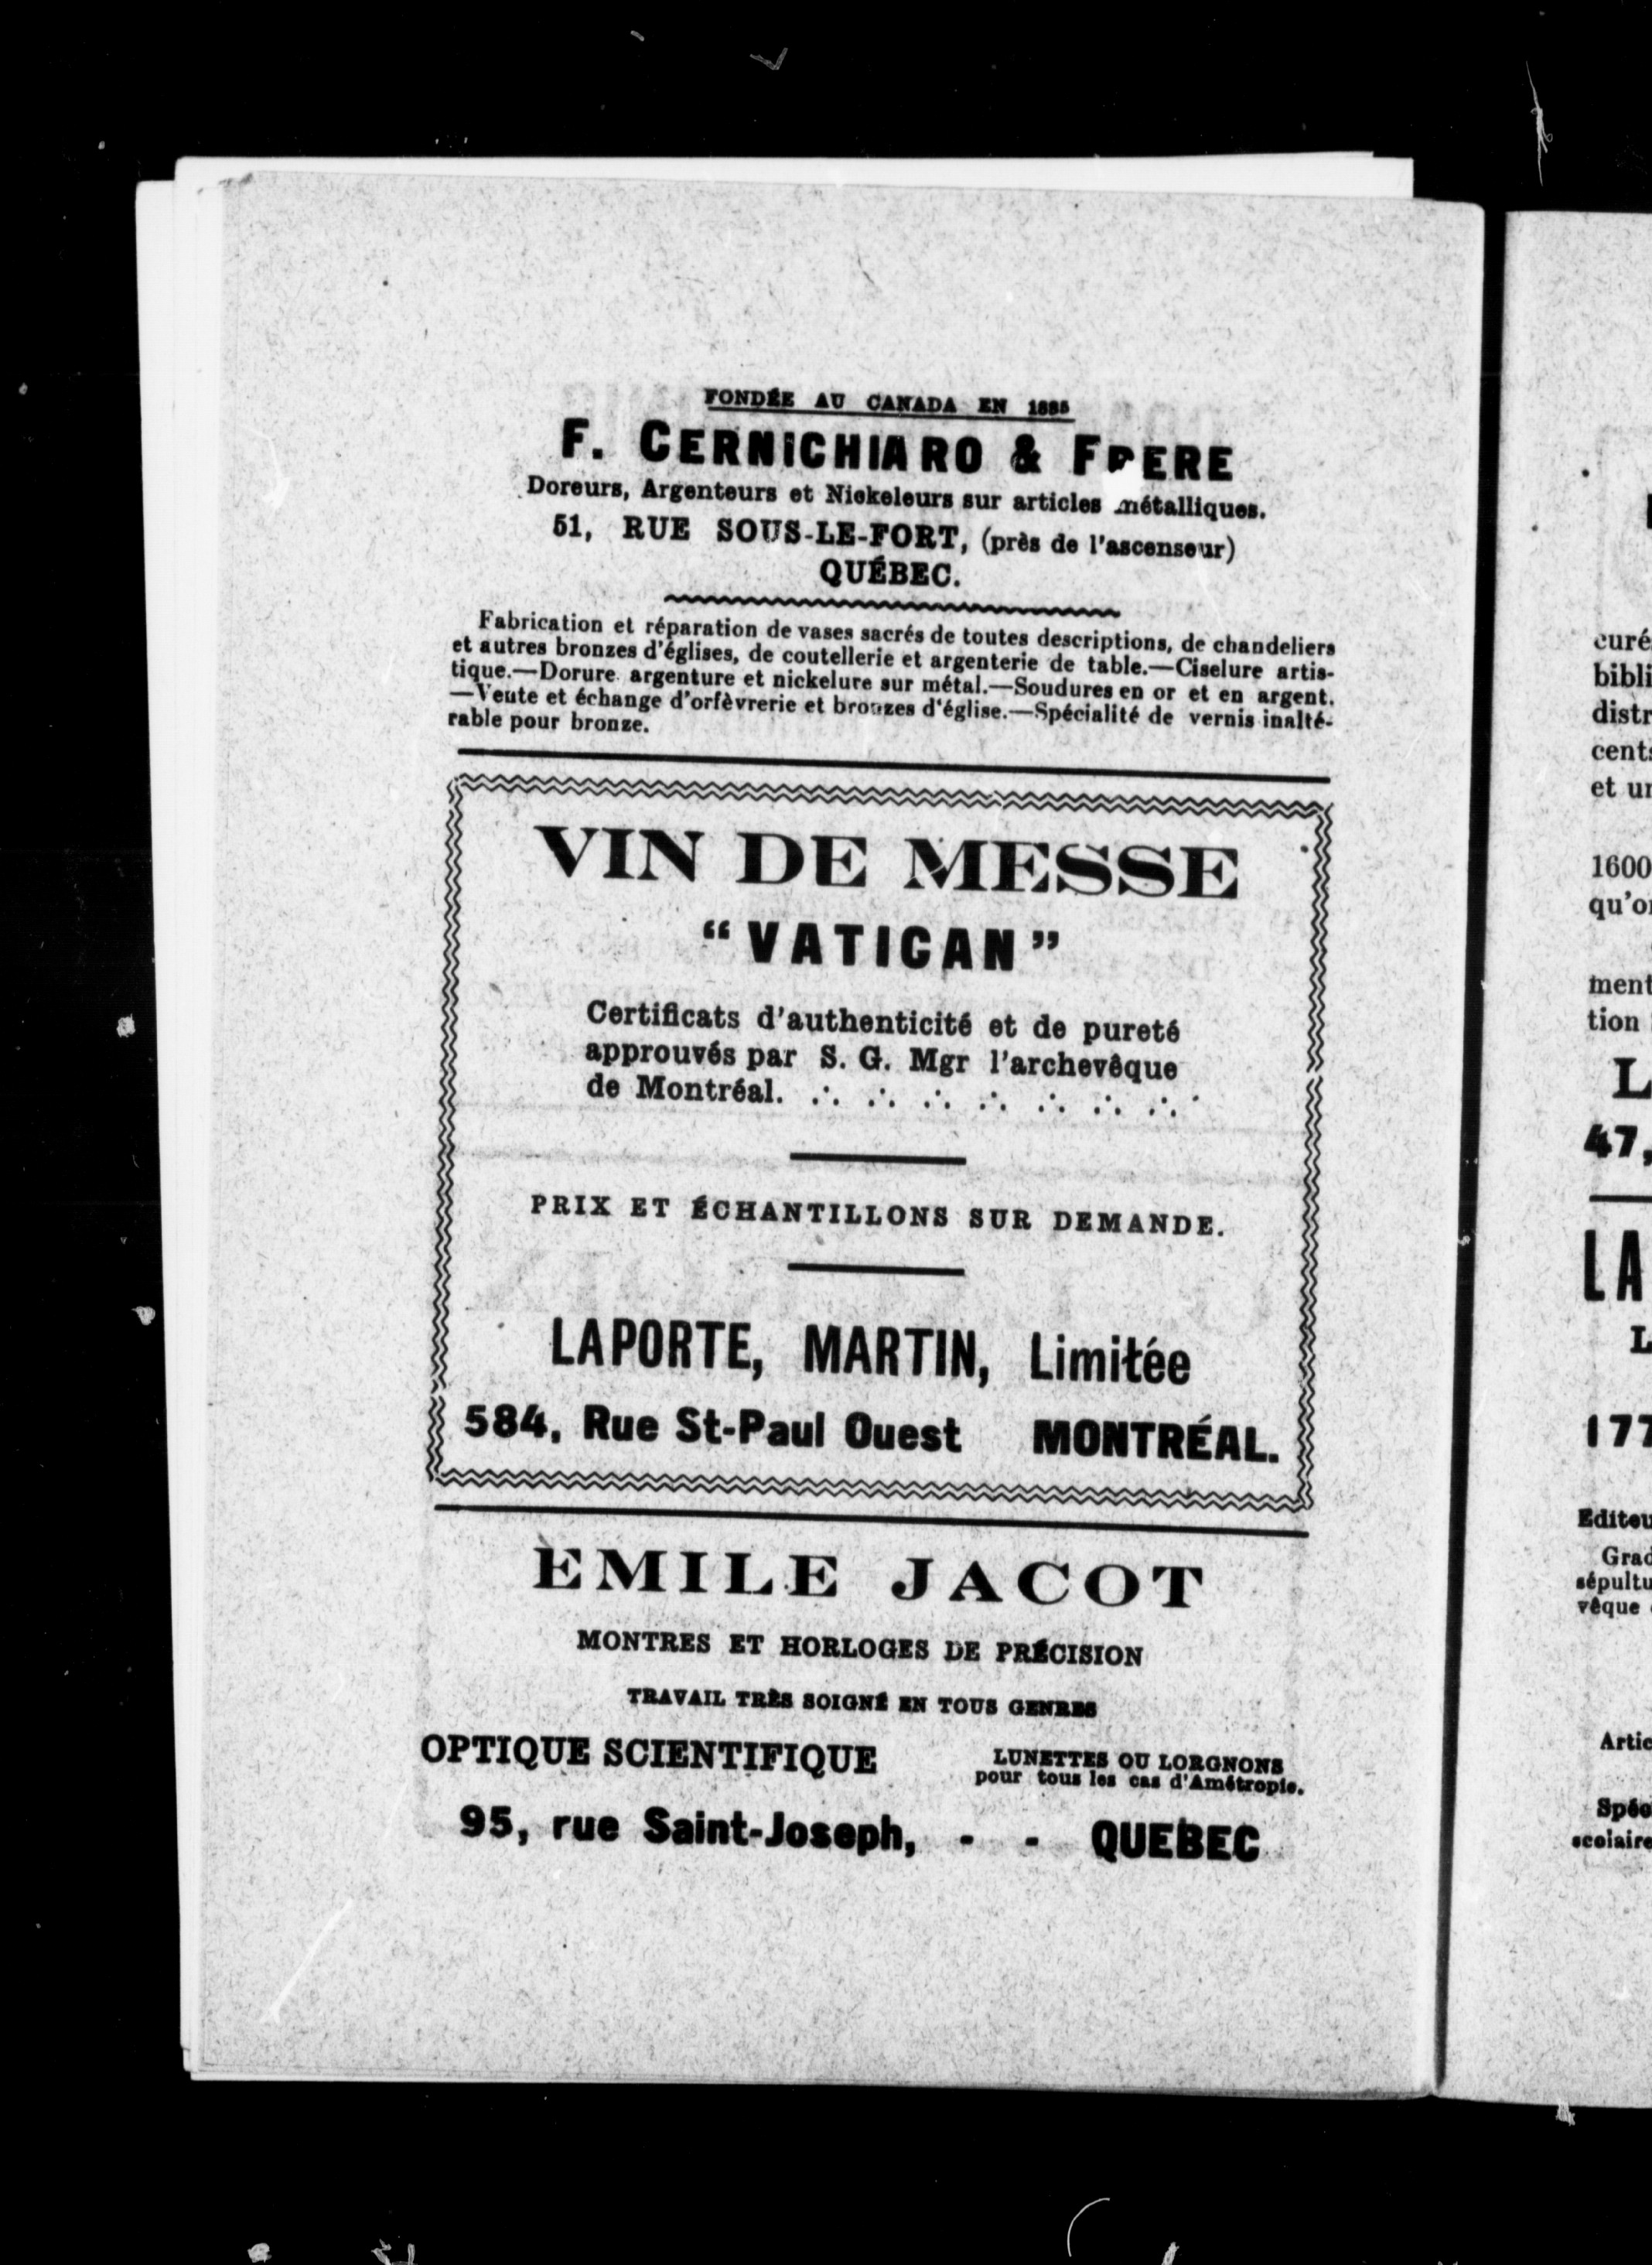 FONDÉE AU CANADA EN 1885
F. CERNICHIARO & FRERE
Doreurs, Argenteurs et Nickeleurs sur articles métalliques.
51, RUE SOUS-LE-FORT, (près de l'ascenseur)
QUÉBEC.
Fabrication et réparation de vases sacrés de toutes descriptions, de chandeliers
et autres bronzes d'églises, de coutellerie et argenterie de table.—Ciselure artis-
tique.—Dorure argenture et nickelure sur métal.—Soudures en or et en argent.
—Vente et échange d'orfèvrerie et bronzes d'église.—Spécialité de vernis inalté-
rable pour bronze.
VIN DE MESSE
“VATICAN”
Certificats d'authenticité et de pureté
approuvés par S. G. Mgr l'archevêque
de Montréal. ∴ ∴ ∴ ∴ ∴ ∴ ∴
PRIX ET ÉCHANTILLONS SUR DEMANDE.
LAPORTE, MARTIN, Limitée
584, Rue St-Paul Ouest MONTRÉAL.
EMILE JACOT
MONTRES ET HORLOGES DE PRÉCISION
TRAVAIL TRÈS SOIGNÉ EN TOUS GENRES
OPTIQUE SCIENTIFIQUE
LUNETTES OU LORGNONS
pour tous les cas d'Amétropie.
95, rue Saint-Joseph, - - QUEBEC
curé
bibli
distr
cents
et un
1600
qu'on
ment
tion
L
47,
LA
L
177
Editeu
Grad
sépultu
vêque
Artic
Spéc
scolaire